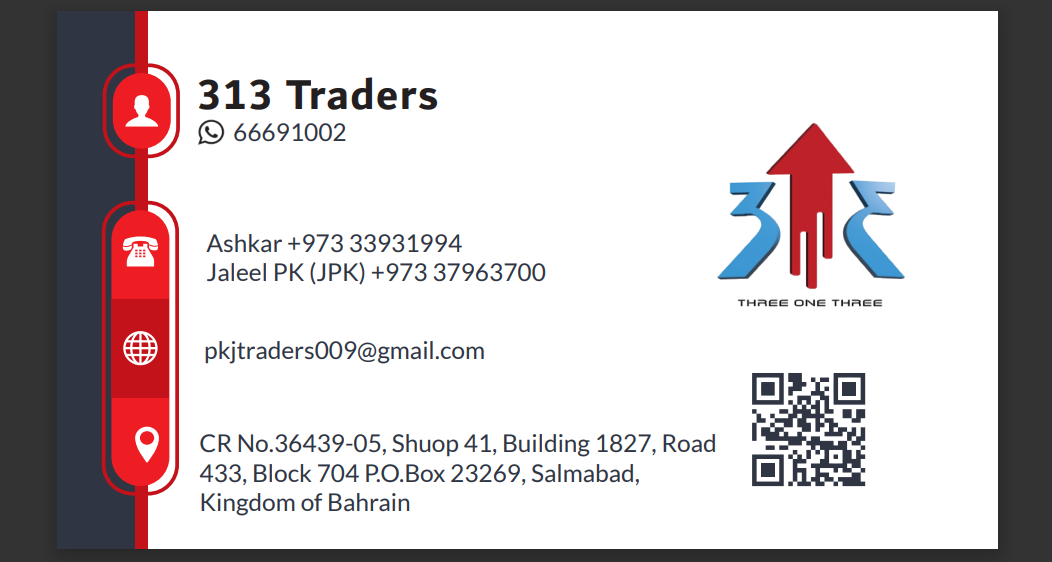 313 Traders
66691002
Ashkar +973 33931994
Jaleel PK (JPK) +973 37963700
pkjtraders009@gmail.com
CR No.36439-05, Shuop 41, Building 1827, Road
433, Block 704 P.O.Box 23269, Salmabad,
Kingdom of Bahrain
THREE ONE THREE